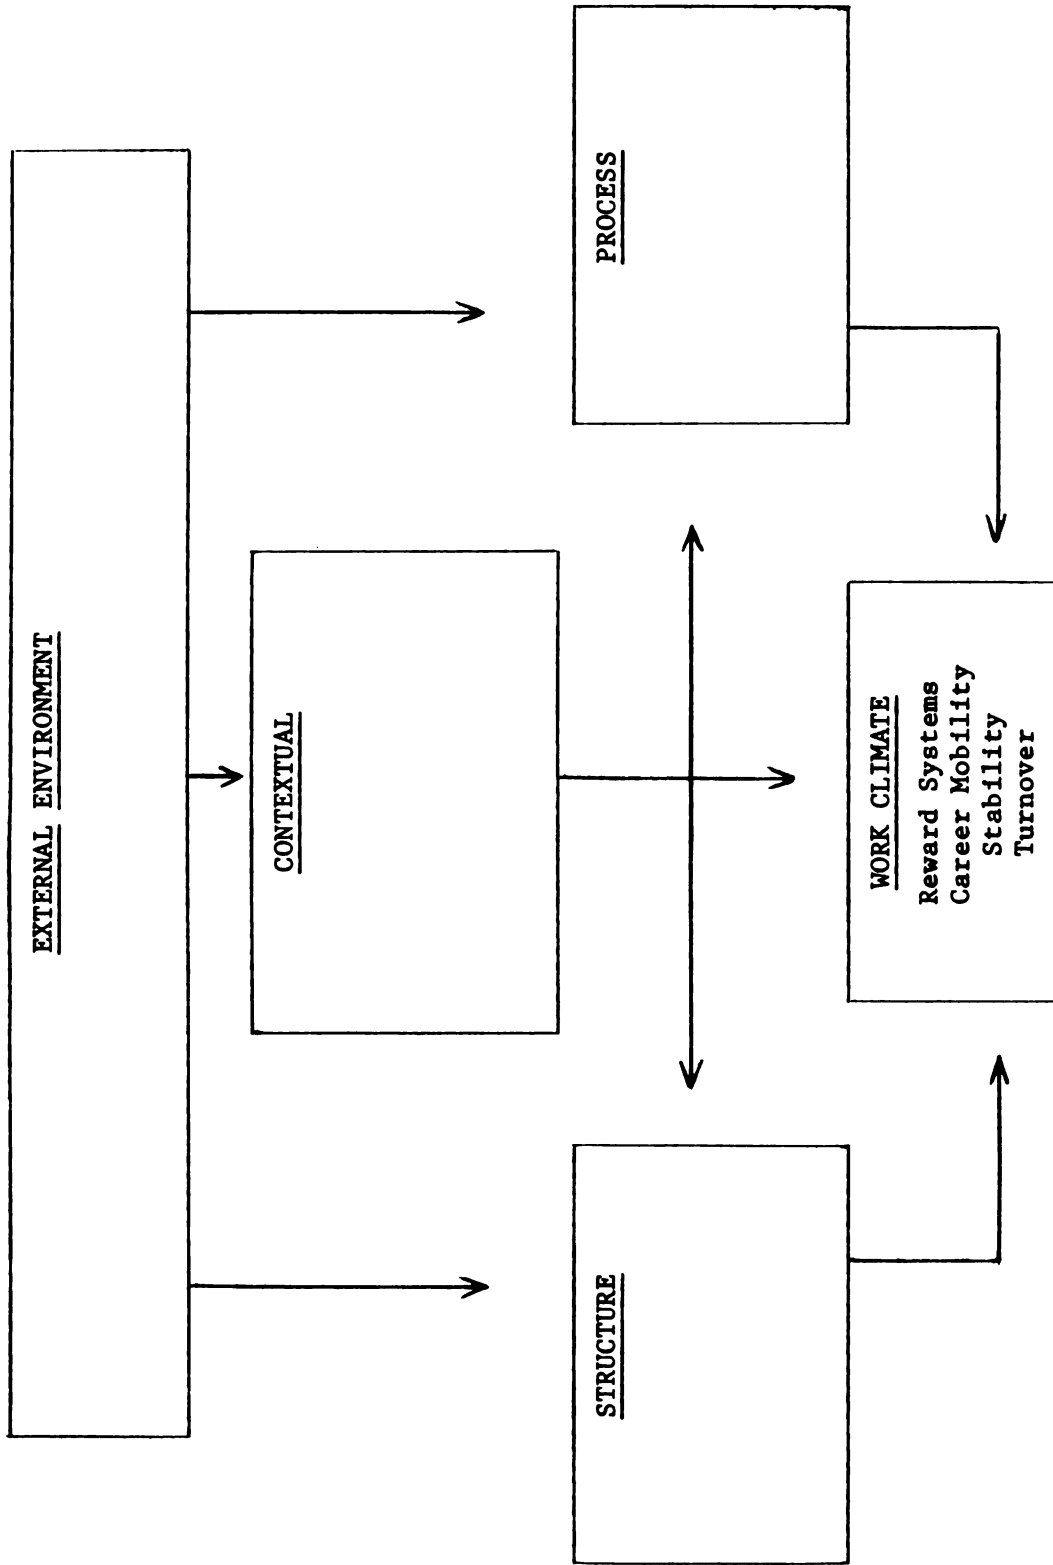 EXTERNAL ENVIRONMENT
CONTEXTUAL
STRUCTURE
PROCESS
WORK CLIMATE
Reward Systems
Career Mobility
Stability
Turnover